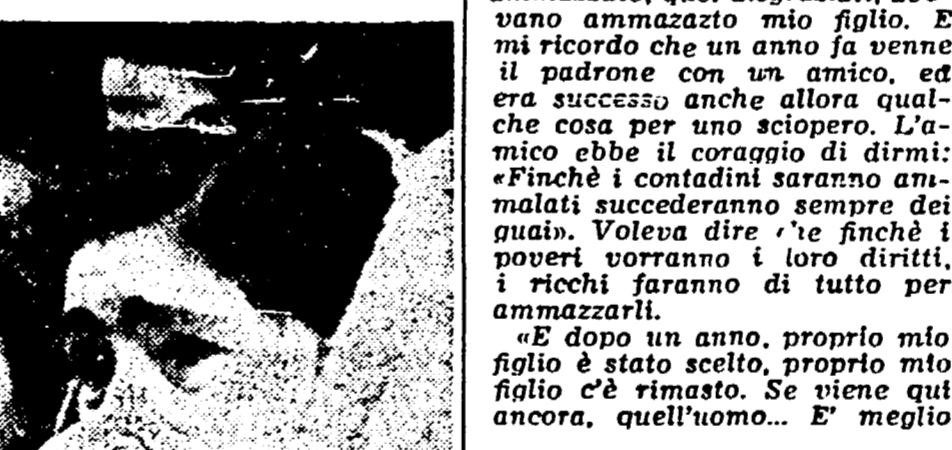 vano ammazazto mio figlio. E
mi ricordo che un anno fa venne
il padrone con un amico, ed
era successo anche allora qual-
che cosa per uno sciopero. L'a-
mico ebbe il coraggio di dirmi:
«Finchè i contadini saranno am-
malati succederanno sempre dei
guai». Voleva dire finchè i
poveri vorranno i loro diritti,
i ricchi faranno di tutto per
ammazzarli.
«E dopo un anno, proprio mio
figlio è stato scelto, proprio mio
figlio c'è rimasto. Se viene qui
ancora, quell'uomo... E' meglio